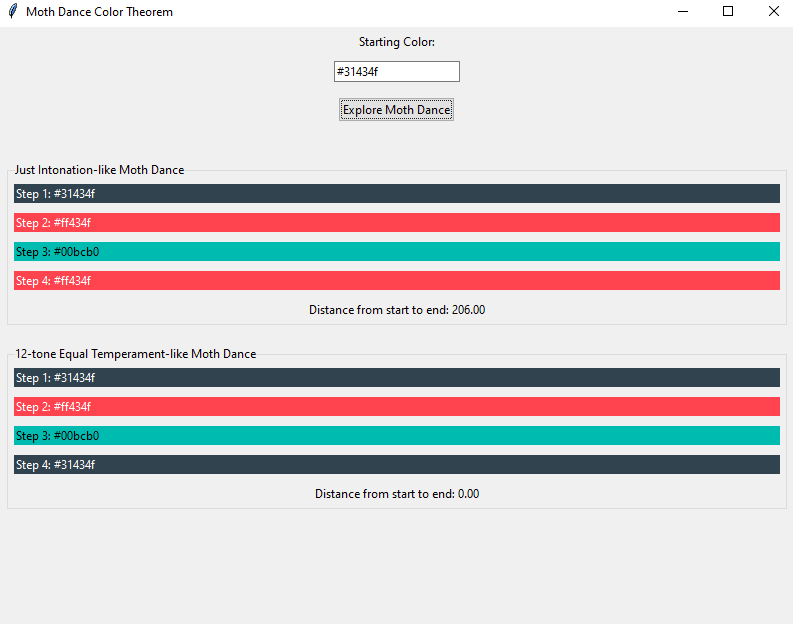 Moth Dance Color Theorem
Starting Color:
#31434f
Explore Moth Dance
Just Intonation-like Moth Dance
Step 1: #31434f
Step 2: #ff434f
Step 3: #00bcb0
Step 4: #ff434f
Distance from start to end: 206.00
12-tone Equal Temperament-like Moth Dance
Step 1: #31434f
Step 2: #ff434f
Step 3: #00bcb0
Step 4: #31434f
Distance from start to end: 0.00